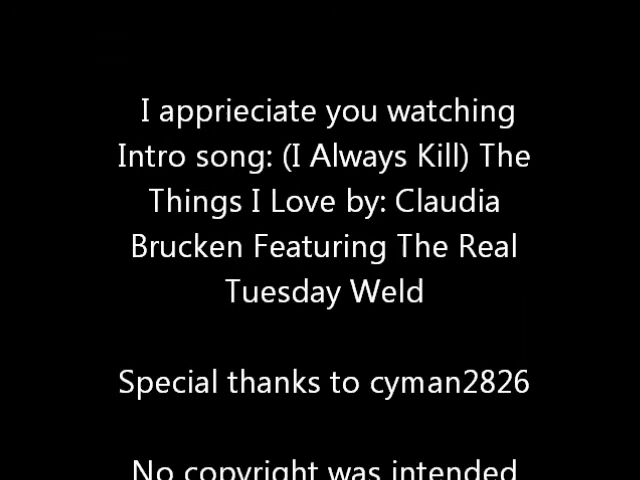 I apprieciate you watching
Intro song: (I Always Kill) The
Things I Love by: Claudia
Brucken Featuring The Real
Tuesday Weld
Special thanks to cyman2826
No copyright was intended